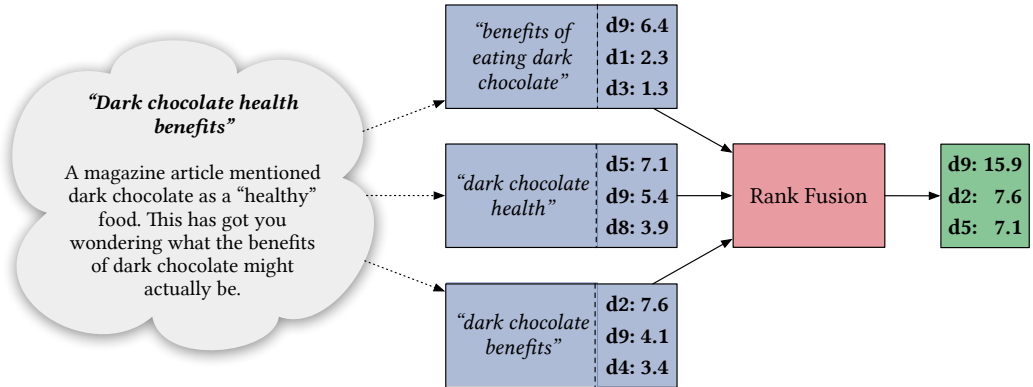 “Dark chocolate health
benefits”
A magazine article mentioned
dark chocolate as a “healthy”
food. This has got you
wondering what the benefits
of dark chocolate might
actually be.
“benefits of
eating dark
chocolate”
d9: 6.4
d1: 2.3
d3: 1.3
“dark chocolate
health”
d5: 7.1
d9: 5.4
d8: 3.9
“dark chocolate
benefits”
d2: 7.6
d9: 4.1
d4: 3.4
Rank Fusion
d9: 15.9
d2: 7.6
d5: 7.1